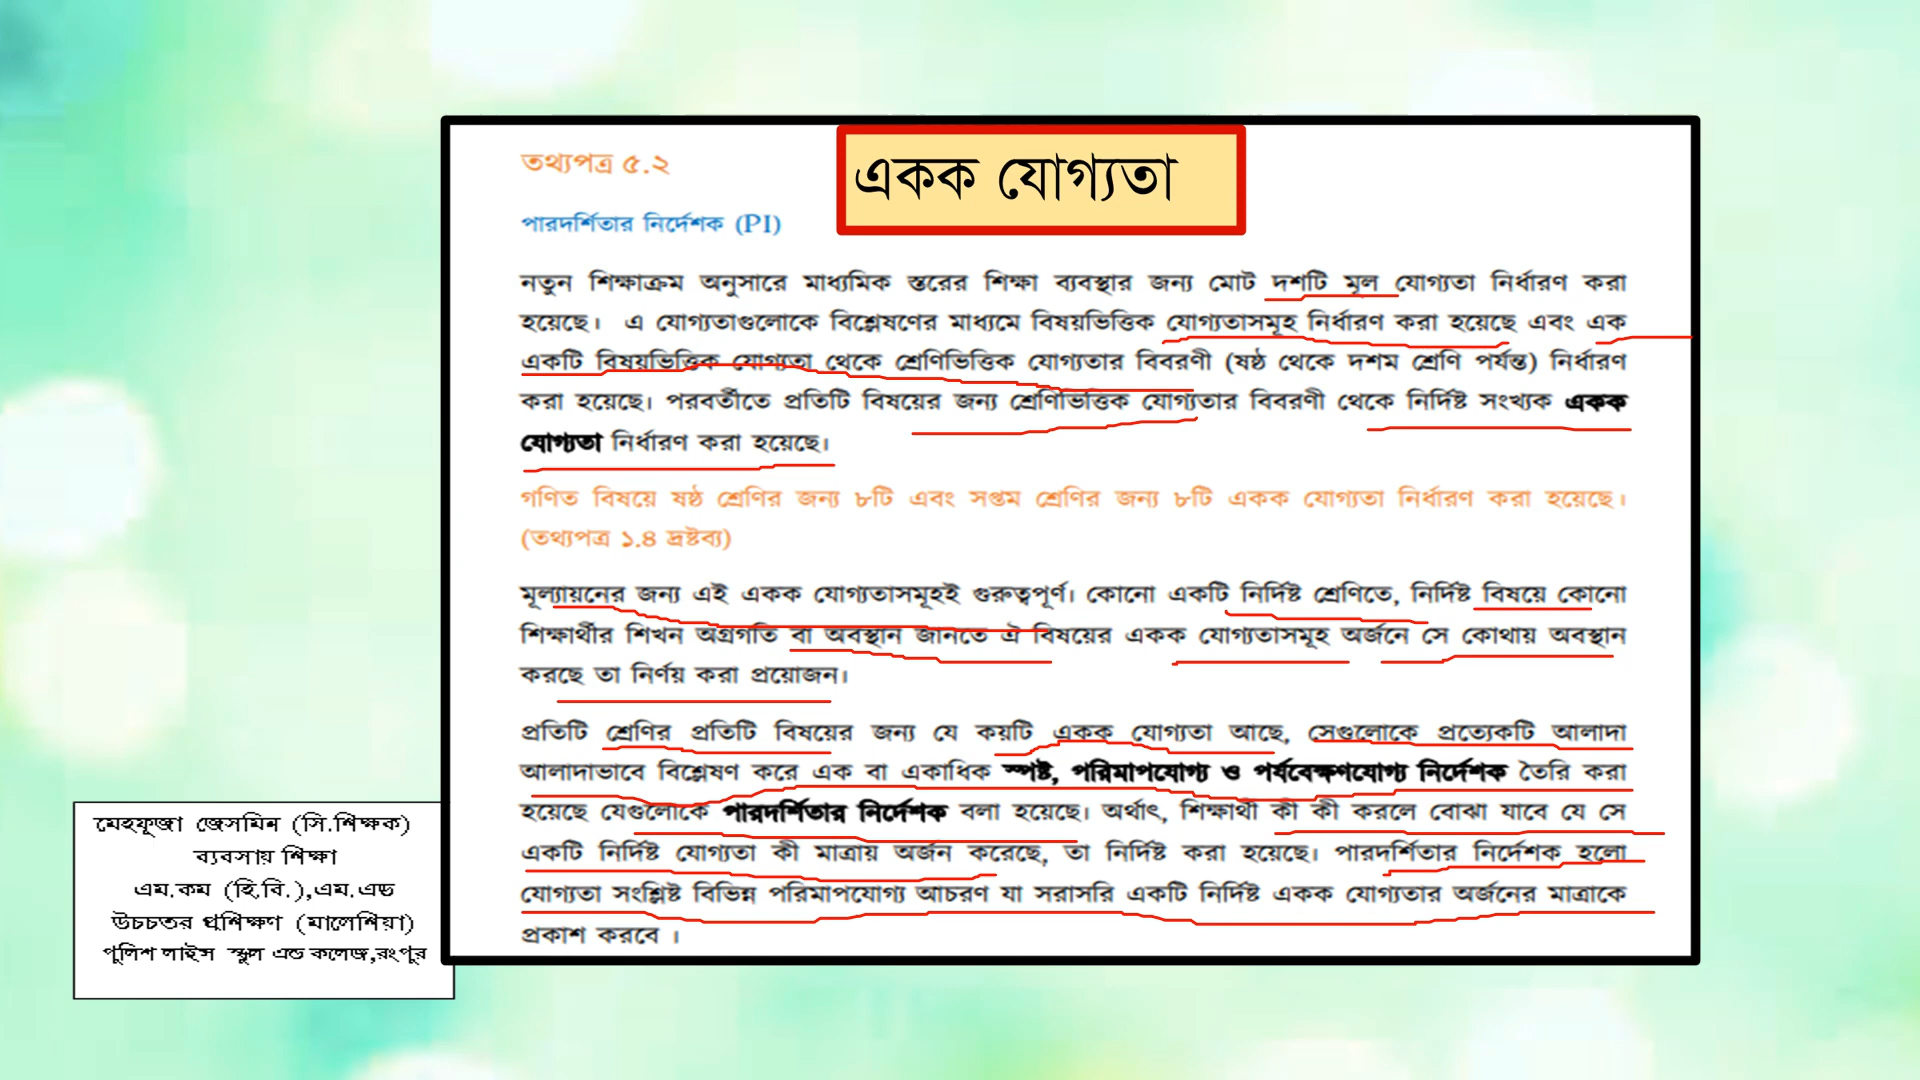 একক যোগ্যতা
তথ্যপত্র ৫.২
পারদর্শিতার নির্দেশক (PI)
নতুন শিক্ষাক্রম অনুসারে মাধ্যমিক স্তরের শিক্ষা ব্যবস্থার জন্য মোট দশটি মূল যোগ্যতা নির্ধারণ করা
হয়েছে। এ যোগ্যতাগুলোকে বিশ্লেষণের মাধ্যমে বিষয়ভিত্তিক যোগ্যতাসমূহ নির্ধারণ করা হয়েছে এবং এক
একটি বিষয়ভিত্তিক যোগ্যতা থেকে শ্রেণিভিত্তিক যোগ্যতার বিবরণী (ষষ্ঠ থেকে দশম শ্রেণি পর্যন্ত) নির্ধারণ
করা হয়েছে। পরবর্তীতে প্রতিটি বিষয়ের জন্য শ্রেণিভিত্তিক যোগ্যতার বিবরণী থেকে নির্দিষ্ট সংখ্যক একক
যোগ্যতা নির্ধারণ করা হয়েছে।
গণিত বিষয়ে ষষ্ঠ শ্রেণির জন্য ৮টি এবং সপ্তম শ্রেণির জন্য ৮টি একক যোগ্যতা নির্ধারণ করা হয়েছে।
(তথ্যপত্র ১.৪ দ্রষ্টব্য)
মূল্যায়নের জন্য এই একক যোগ্যতাসমূহই গুরুত্বপূর্ণ। কোনো একটি নির্দিষ্ট শ্রেণিতে, নির্দিষ্ট বিষয়ে কোনো
শিক্ষার্থীর শিখন অগ্রগতি বা অবস্থান জানতে ঐ বিষয়ের একক যোগ্যতাসমূহ অর্জনে সে কোথায় অবস্থান
করছে তা নির্ণয় করা প্রয়োজন।
প্রতিটি শ্রেণির প্রতিটি বিষয়ের জন্য যে কয়টি একক যোগ্যতা আছে, সেগুলোকে প্রত্যেকটি আলাদা
আলাদাভাবে বিশ্লেষণ করে এক বা একাধিক স্পষ্ট, পরিমাপযোগ্য ও পর্যবেক্ষণযোগ্য নির্দেশক তৈরি করা
হয়েছে যেগুলোকে পারদর্শিতার নির্দেশক বলা হয়েছে। অর্থাৎ, শিক্ষার্থী কী কী করলে বোঝা যাবে যে সে
একটি নির্দিষ্ট যোগ্যতা কী মাত্রায় অর্জন করেছে, তা নির্দিষ্ট করা হয়েছে। পারদর্শিতার নির্দেশক হলো
যোগ্যতা সংশ্লিষ্ট বিভিন্ন পরিমাপযোগ্য আচরণ যা সরাসরি একটি নির্দিষ্ট একক যোগ্যতার অর্জনের মাত্রাকে
প্রকাশ করবে ।
মেহফুজা জেসমিন (সি.শিক্ষক)
ব্যবসায় শিক্ষা
এম.কম (হি.বি.),এম.এড
উচচতর প্রশিক্ষণ (মালেশিয়া)
পুলিশ লাইন্স স্কুল এন্ড কলেজ,রংপুর